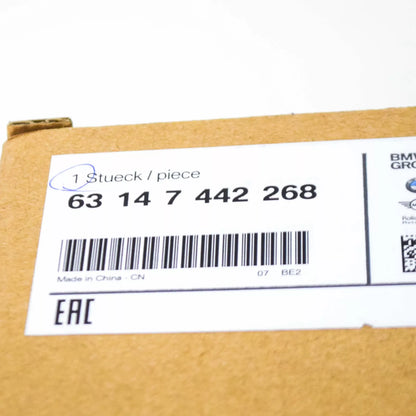 1 Stueck / piece
63 14 7 442 268
Made in China - CN 07 BE2
EAC
BMW
GRO